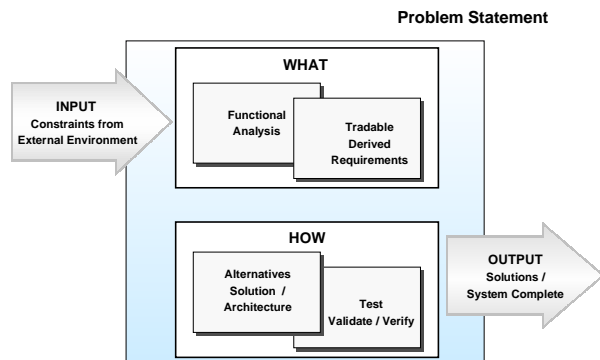 Problem Statement
WHAT
INPUT
Constraints from
External Environment
Functional
Analysis
Tradable
Derived
Requirements
HOW
Alternatives
Solution /
Architecture
Test
Validate / Verify
OUTPUT
Solutions /
System Complete